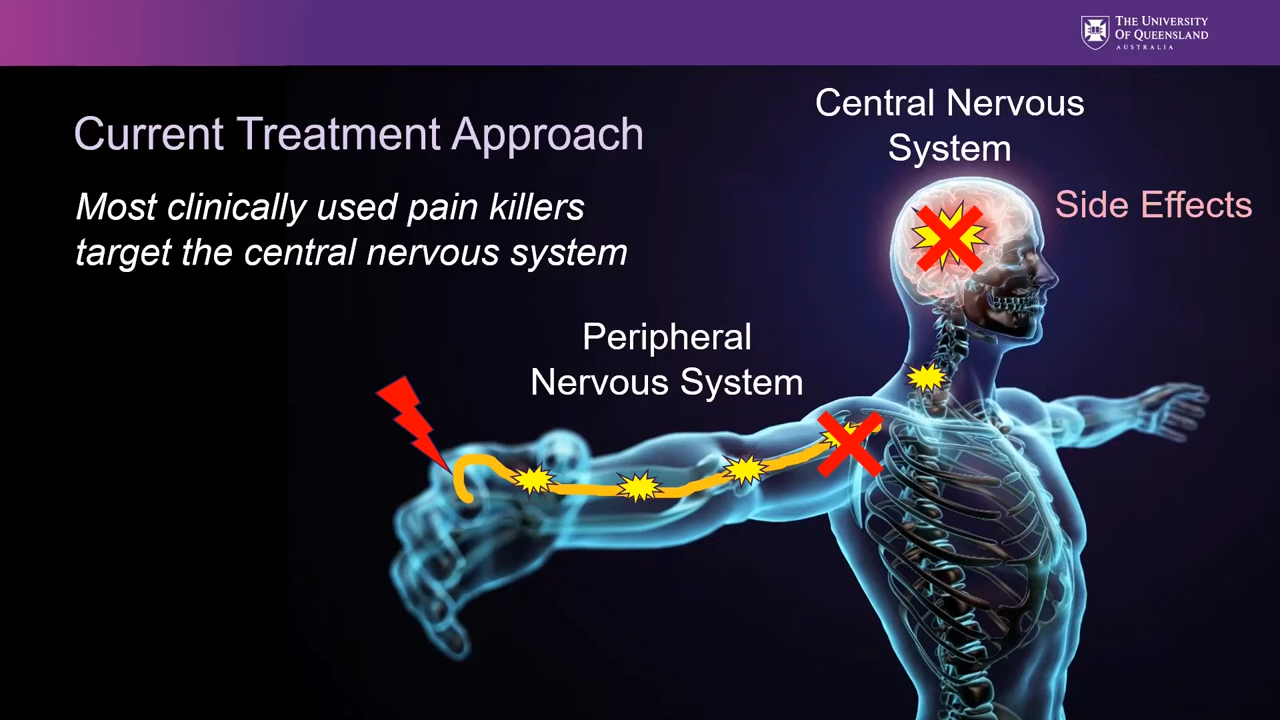 THE UNIVERSITY
OF QUEENSLAND
AUSTRALIA
Current Treatment Approach
Most clinically used pain killers
target the central nervous system
Central Nervous
System
Side Effects
Peripheral
Nervous System